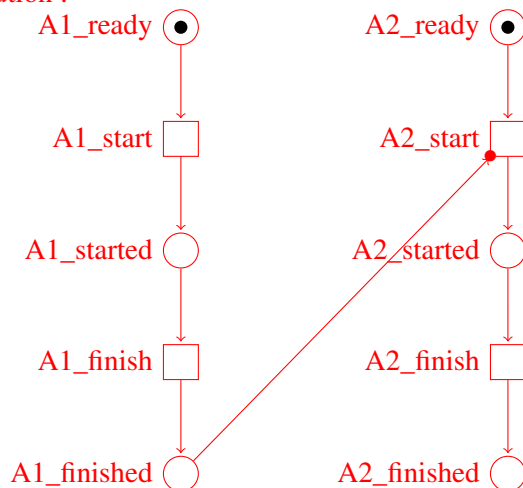 A1_ready A2_ready
A1_start A2_start
A1_started A2_started
A1_finish A2_finish
A1_finished A2_finished